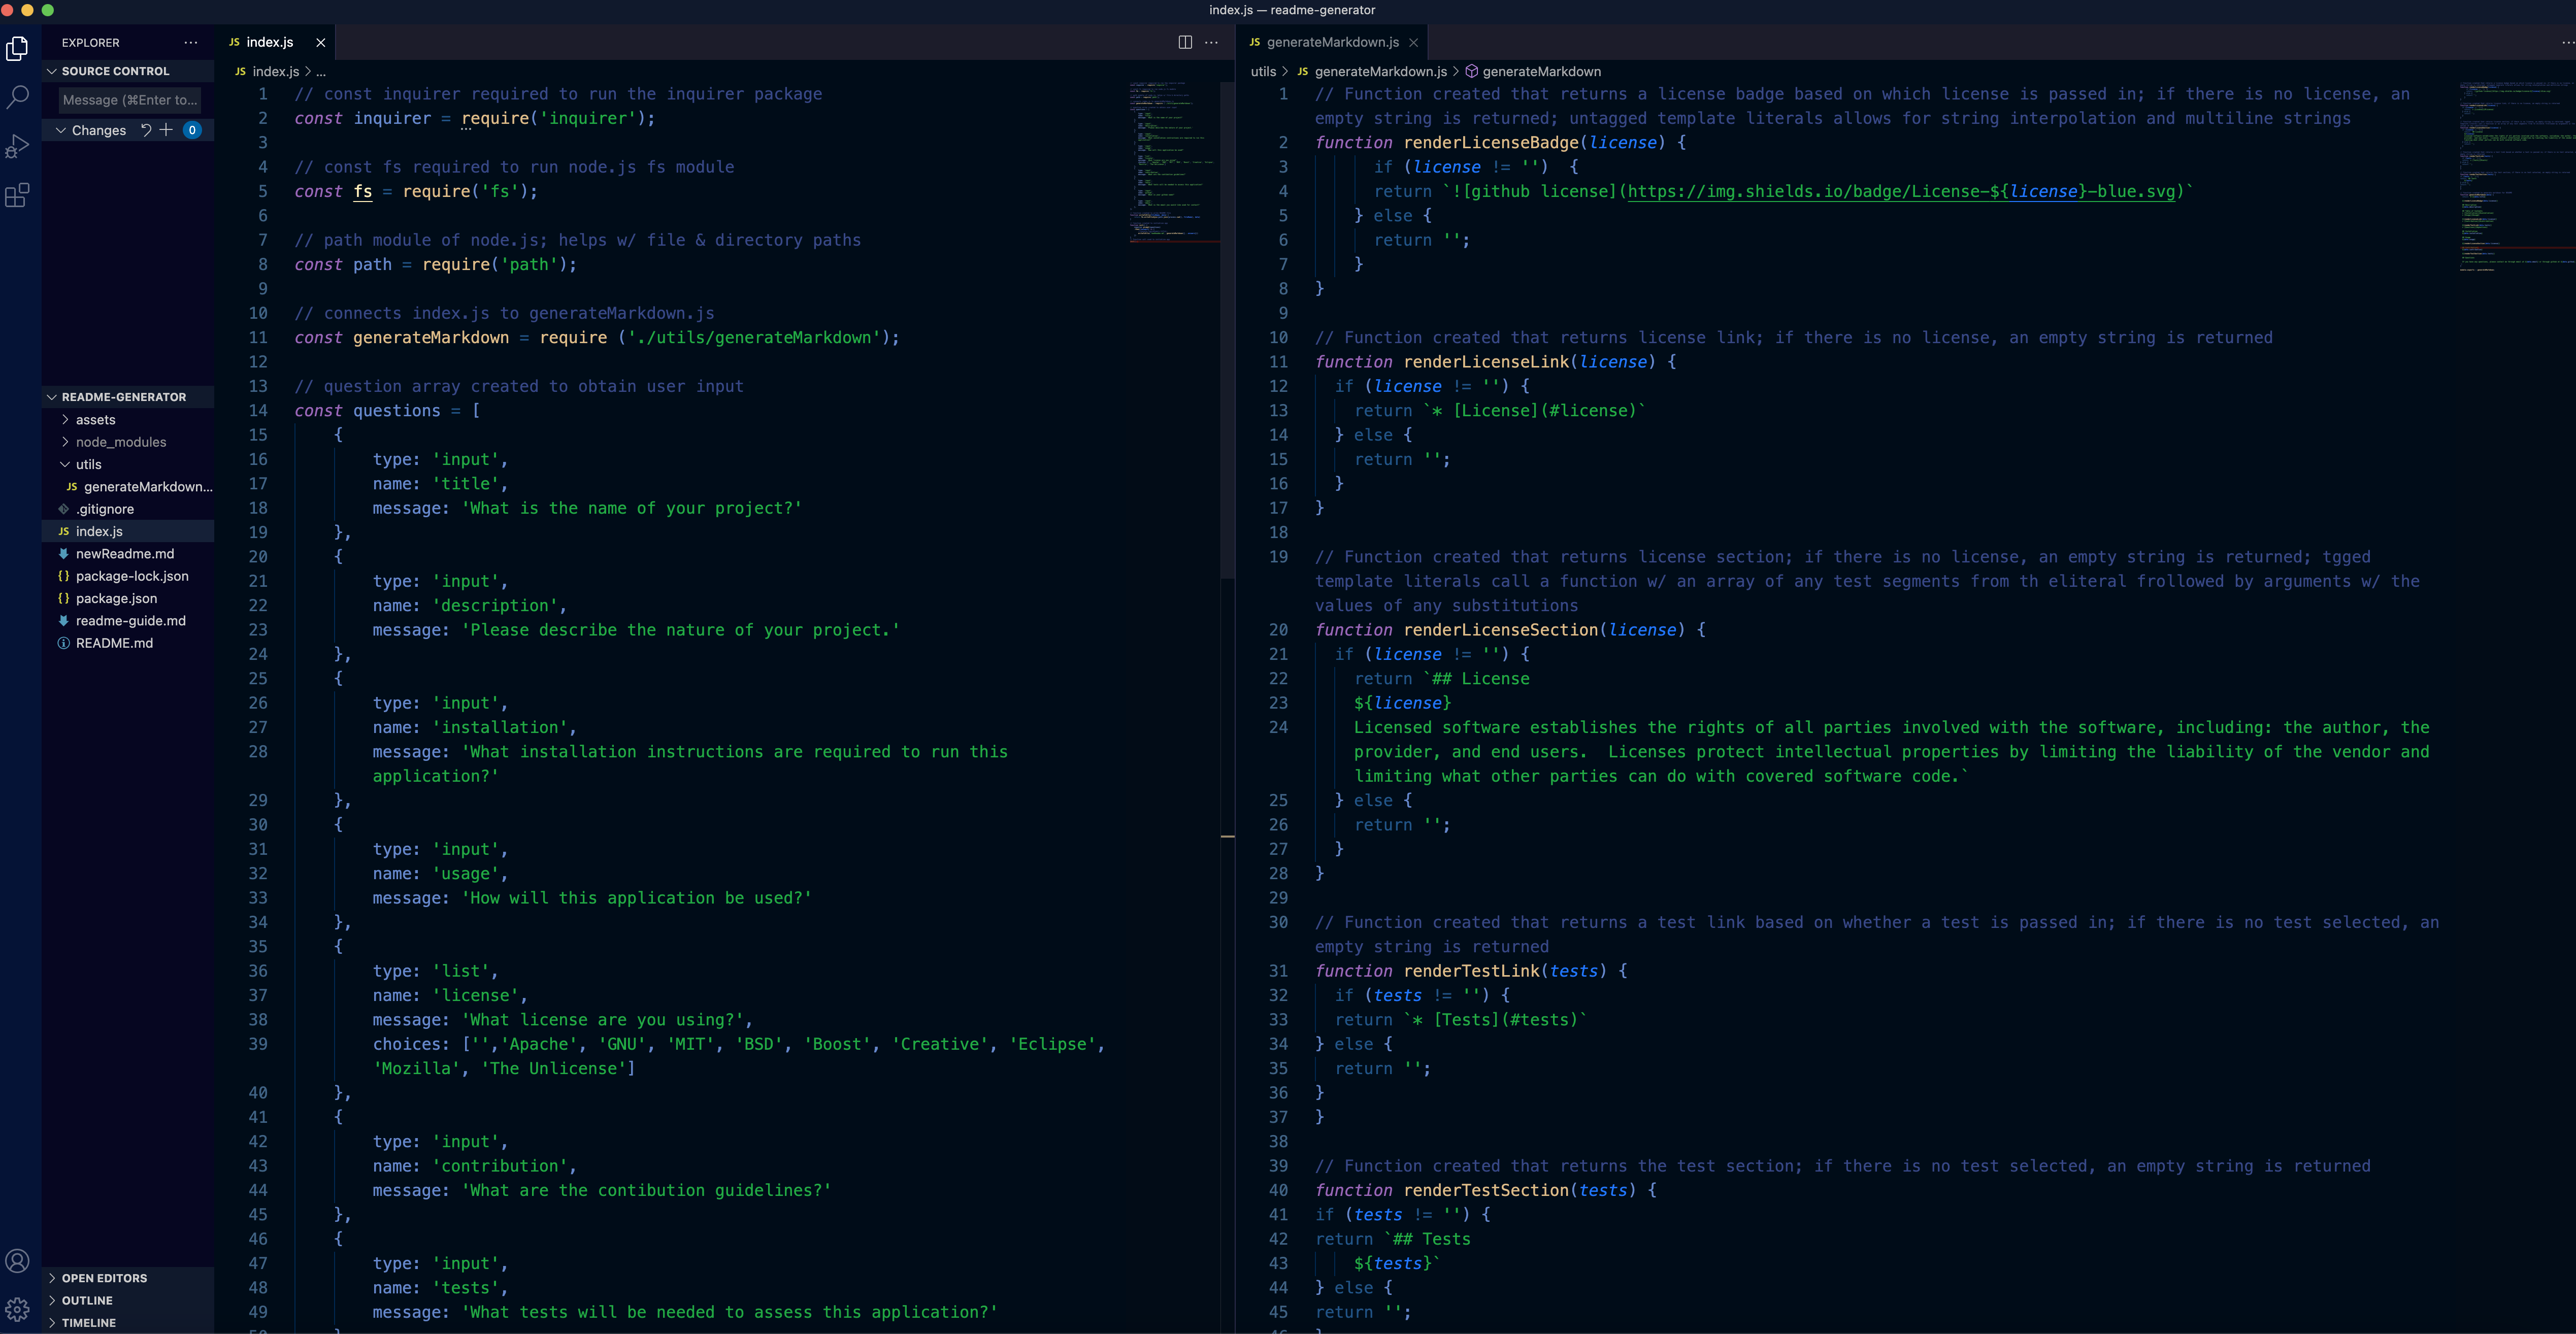 index.js — readme-generator
EXPLORER
SOURCE CONTROL
Message (⌘Enter to...
Changes
0
README-GENERATOR
assets
node_modules
utils
JS generateMarkdown...
.gitignore
JS index.js
newReadme.md
{} package-lock.json
{} package.json
readme-guide.md
README.md
OPEN EDITORS
OUTLINE
TIMELINE
JS index.js
JS index.js > ...
1 // const inquirer required to run the inquirer package
2 const inquirer = require('inquirer');
3
4 // const fs required to run node.js fs module
5 const fs = require('fs');
6
7 // path module of node.js; helps w/ file & directory paths
8 const path = require('path');
9
10 // connects index.js to generateMarkdown.js
11 const generateMarkdown = require ('./utils/generateMarkdown');
12
13 // question array created to obtain user input
14 const questions = [
15 {
16 type: 'input',
17 name: 'title',
18 message: 'What is the name of your project?'
19 },
20 {
21 type: 'input',
22 name: 'description',
23 message: 'Please describe the nature of your project.'
24 },
25 {
26 type: 'input',
27 name: 'installation',
28 message: 'What installation instructions are required to run this
application?'
29 },
30 {
31 type: 'input',
32 name: 'usage',
33 message: 'How will this application be used?'
34 },
35 {
36 type: 'list',
37 name: 'license',
38 message: 'What license are you using?',
39 choices: ['','Apache', 'GNU', 'MIT', 'BSD', 'Boost', 'Creative', 'Eclipse',
'Mozilla', 'The Unlicense']
40 },
41 {
42 type: 'input',
43 name: 'contribution',
44 message: 'What are the contibution guidelines?'
45 },
46 {
47 type: 'input',
48 name: 'tests',
49 message: 'What tests will be needed to assess this application?'
JS generateMarkdown.js
utils > JS generateMarkdown.js > generateMarkdown
1 // Function created that returns a license badge based on which license is passed in; if there is no license, an
empty string is returned; untagged template literals allows for string interpolation and multiline strings
2 function renderLicenseBadge(license) {
3 if (license != '') {
4 return `![github license](https://img.shields.io/badge/License-${license}-blue.svg)`
5 } else {
6 return '';
7 }
8 }
9
10 // Function created that returns license link; if there is no license, an empty string is returned
11 function renderLicenseLink(license) {
12 if (license != '') {
13 return `* [License](#license)`
14 } else {
15 return '';
16 }
17 }
18
19 // Function created that returns license section; if there is no license, an empty string is returned; tgged
template literals call a function w/ an array of any test segments from th eliteral frollowed by arguments w/ the
values of any substitutions
20 function renderLicenseSection(license) {
21 if (license != '') {
22 return `## License
23 ${license}
24 Licensed software establishes the rights of all parties involved with the software, including: the author, the
provider, and end users.  Licenses protect intellectual properties by limiting the liability of the vendor and
limiting what other parties can do with covered software code.`
25 } else {
26 return '';
27 }
28 }
29
30 // Function created that returns a test link based on whether a test is passed in; if there is no test selected, an
empty string is returned
31 function renderTestLink(tests) {
32 if (tests != '') {
33 return `* [Tests](#tests)`
34 } else {
35 return '';
36 }
37 }
38
39 // Function created that returns the test section; if there is no test selected, an empty string is returned
40 function renderTestSection(tests) {
41 if (tests != '') {
42 return `## Tests
43 ${tests}`
44 } else {
45 return '';